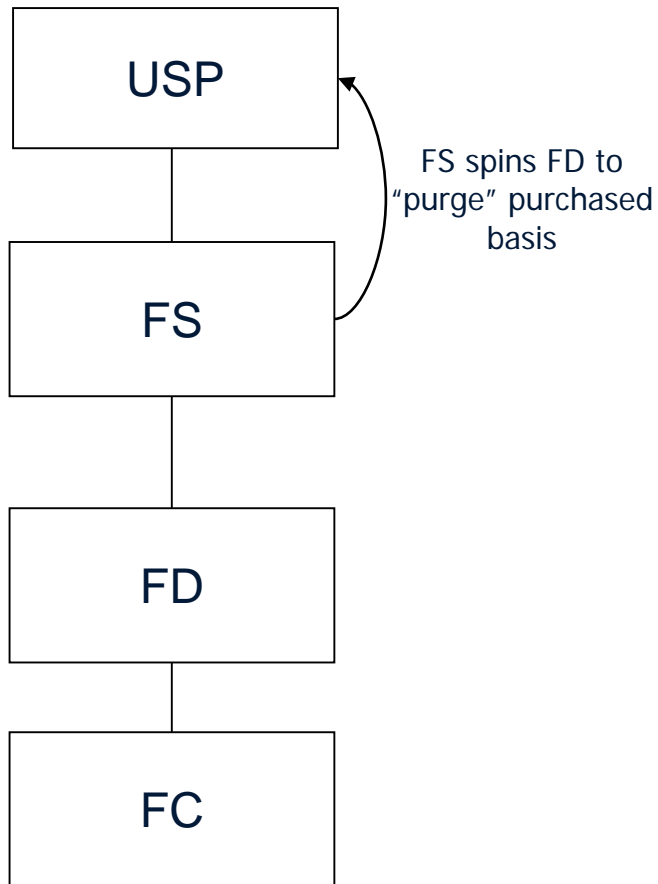 USP
FS spins FD to
“purge” purchased
basis
FS
FD
FC